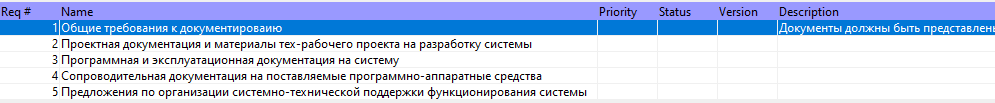 Req # Name Priority Status Version Description
1 Общие требования к документированию Документы должны быть представлены
2 Проектная документация и материалы тех-рабочего проекта на разработку системы
3 Программная и эксплуатационная документация на систему
4 Сопроводительная документация на поставляемые программно-аппаратные средства
5 Предложения по организации системно-технической поддержки функционирования системы